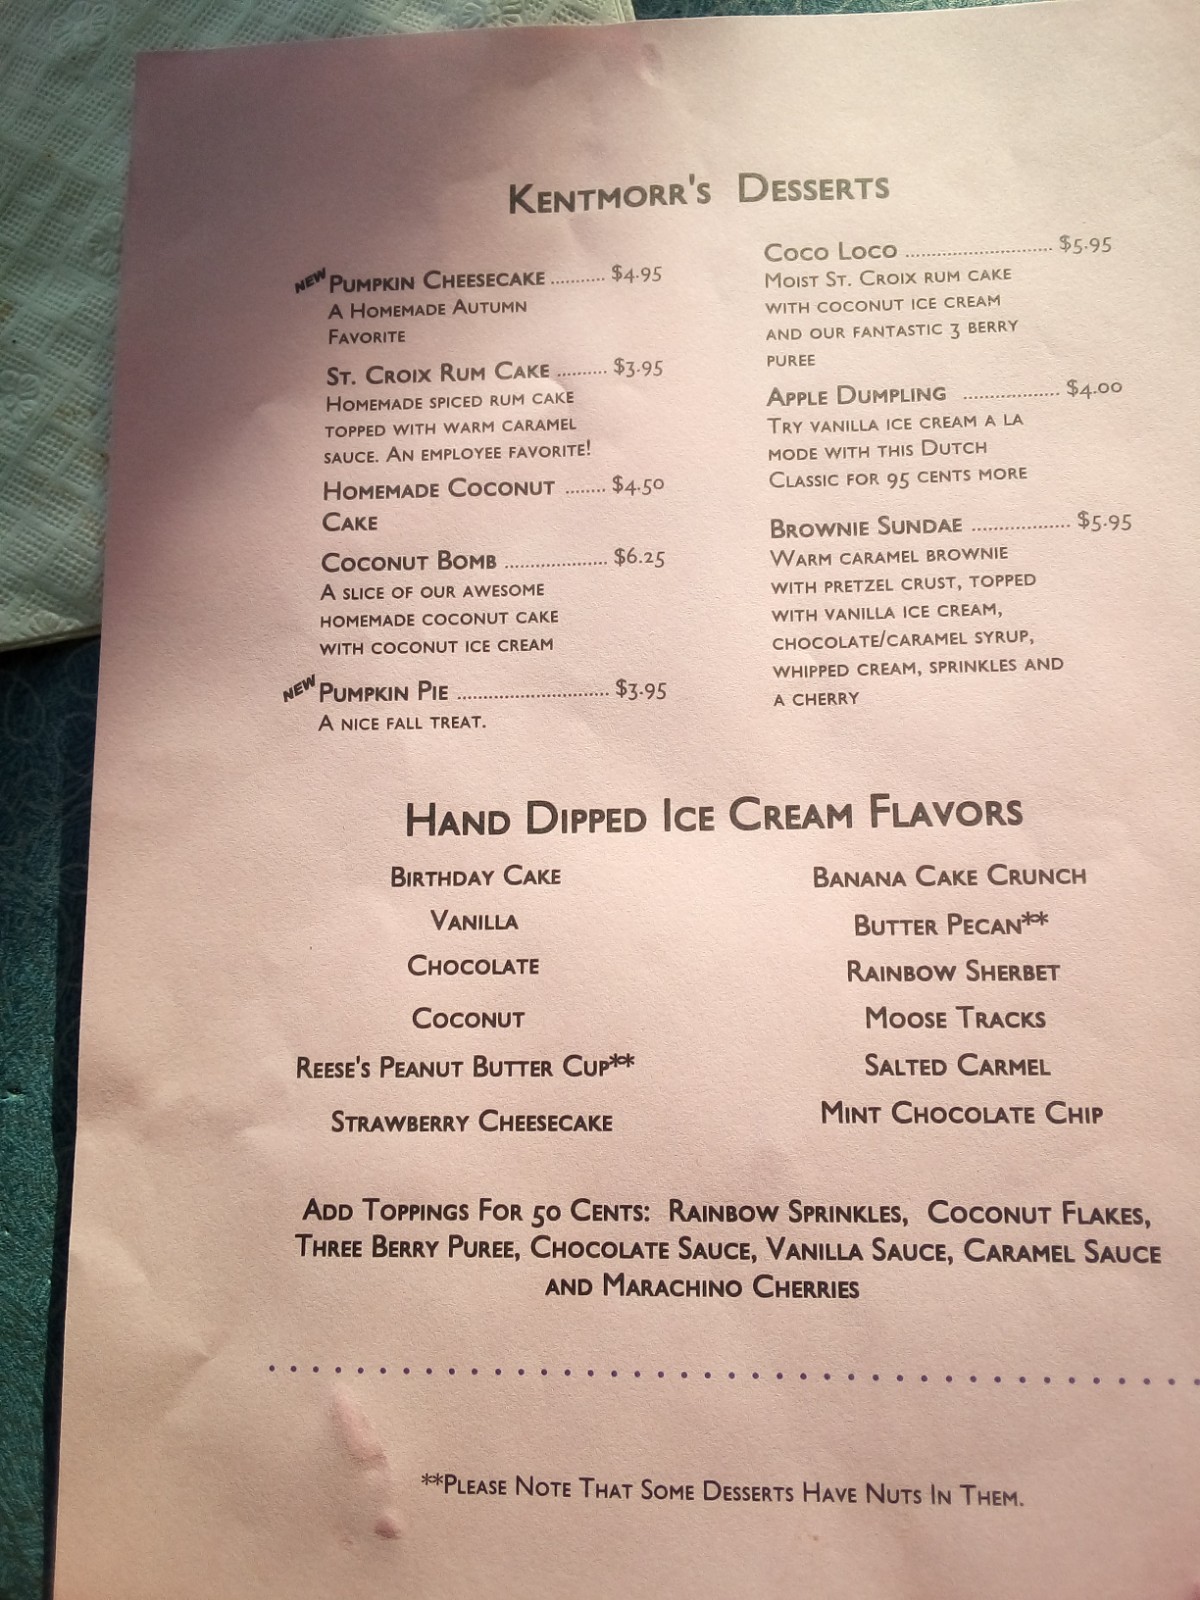 Kentmorr's Desserts
NEW Pumpkin Cheesecake .......... $4.95
A Homemade Autumn
Favorite
St. Croix Rum Cake .......... $3.95
Homemade spiced rum cake
topped with warm caramel
sauce. An employee favorite!
Homemade Coconut ........ $4.50
Cake
Coconut Bomb .................... $6.25
A slice of our awesome
homemade coconut cake
with coconut ice cream
NEW Pumpkin Pie ............................. $3.95
A nice fall treat.
Coco Loco ............................ $5.95
Moist St. Croix rum cake
with coconut ice cream
and our fantastic 3 berry
puree
Apple Dumpling .................. $4.00
Try vanilla ice cream a la
mode with this Dutch
Classic for 95 cents more
Brownie Sundae ................... $5.95
Warm caramel brownie
with pretzel crust, topped
with vanilla ice cream,
chocolate/caramel syrup,
whipped cream, sprinkles and
a cherry
Hand Dipped Ice Cream Flavors
Birthday Cake
Vanilla
Chocolate
Coconut
Reese's Peanut Butter Cup**
Strawberry Cheesecake
Banana Cake Crunch
Butter Pecan**
Rainbow Sherbet
Moose Tracks
Salted Carmel
Mint Chocolate Chip
Add Toppings For 50 Cents: Rainbow Sprinkles, Coconut Flakes,
Three Berry Puree, Chocolate Sauce, Vanilla Sauce, Caramel Sauce
and Marachino Cherries
**Please Note That Some Desserts Have Nuts In Them.